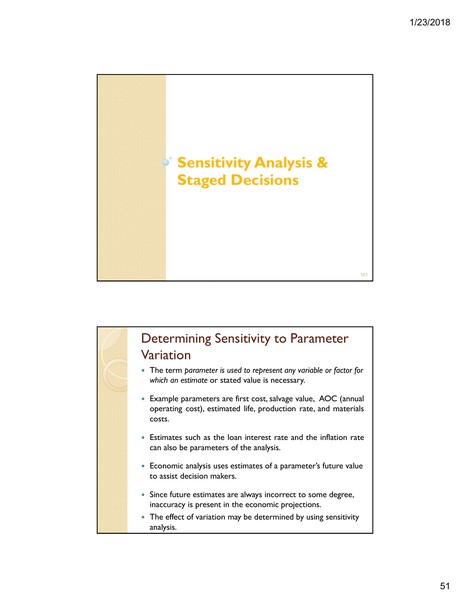 1/23/2018
Sensitivity Analysis &
Staged Decisions
Determining Sensitivity to Parameter
Variation
• The term parameter is used to represent any variable or factor for
which an estimate or stated value is necessary.
• Example parameters are first cost, salvage value, AOC (annual
operating cost), estimated life, production rate, and materials
costs.
• Estimates such as the loan interest rate and the inflation rate
can also be parameters of the analysis.
• Economic analysis uses estimates of a parameter's future value
to assist decision makers.
• Since future estimates are always incorrect to some degree,
inaccuracy is present in the economic projections.
• The effect of variation may be determined by using sensitivity
analysis.
51